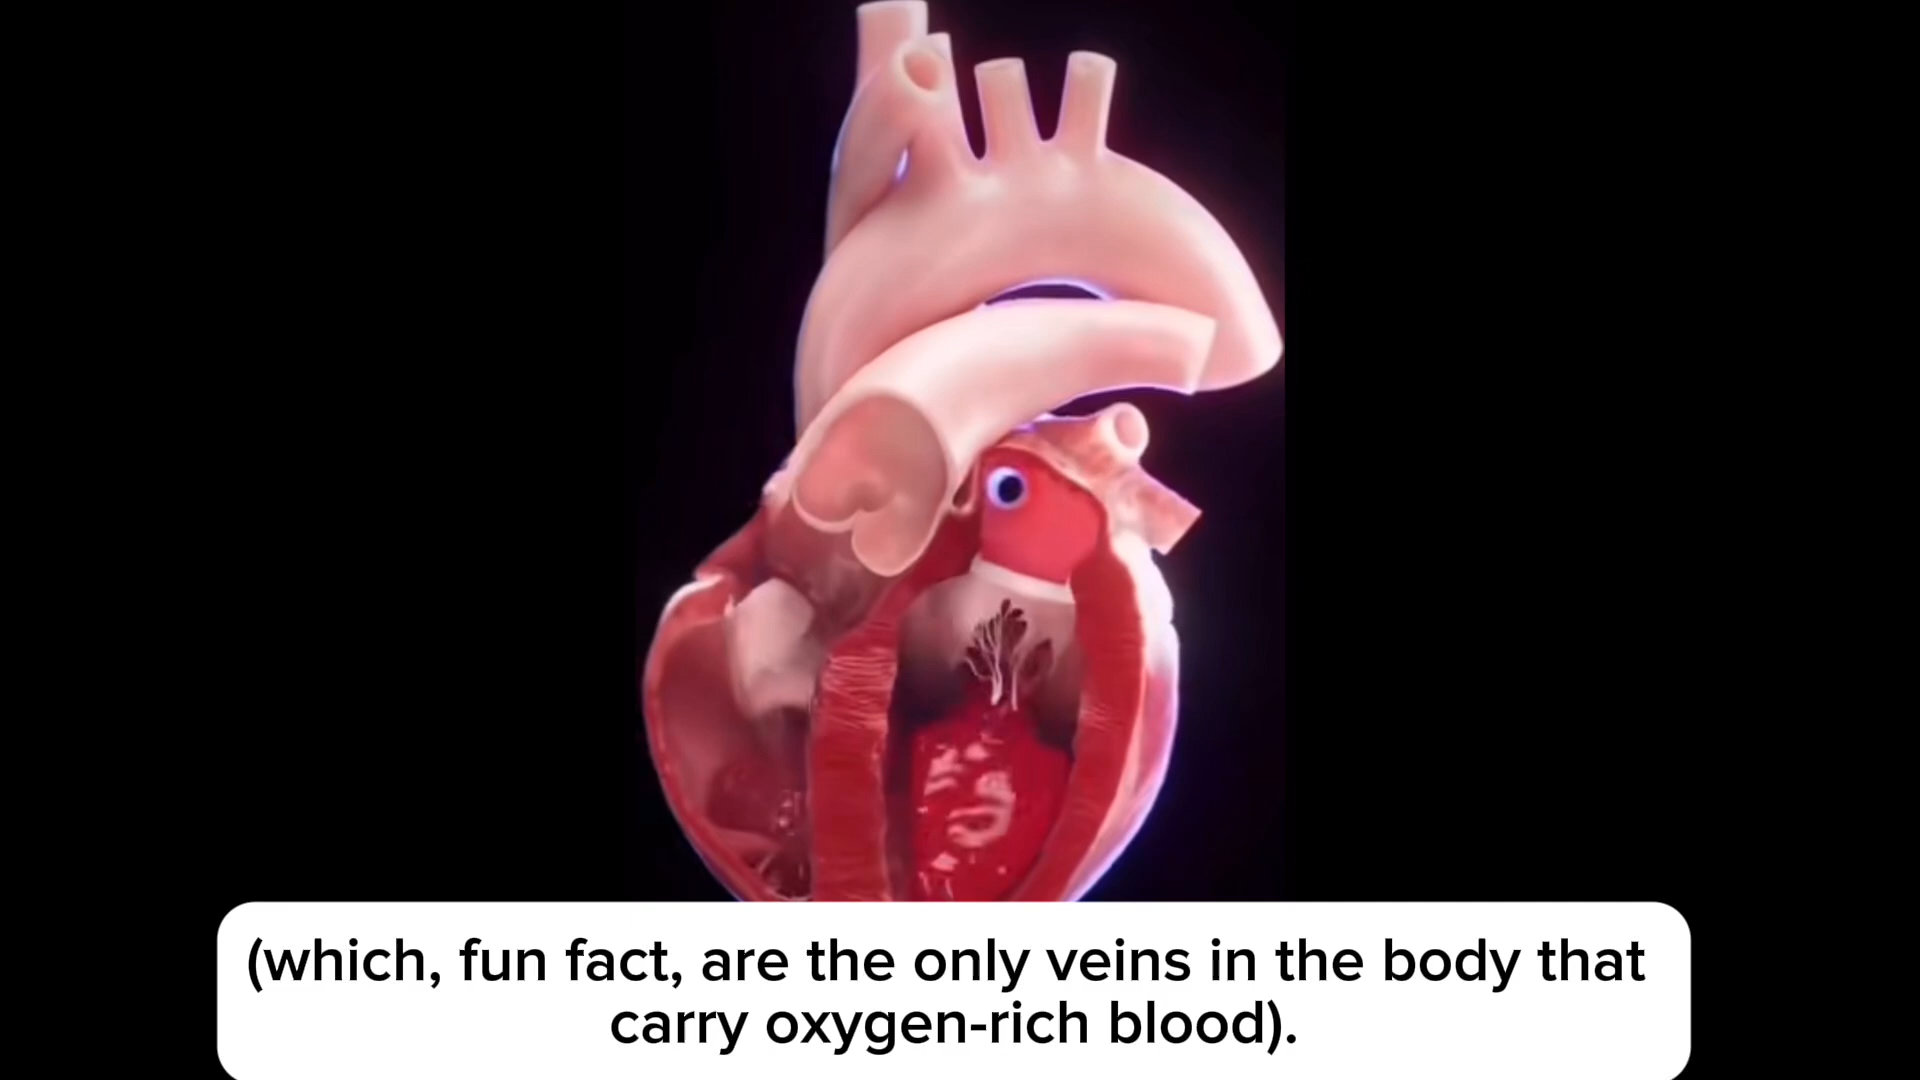 (which, fun fact, are the only veins in the body that
carry oxygen-rich blood).